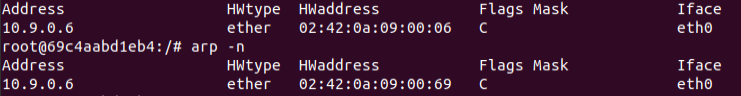 Address HWtype HWaddress Flags Mask Iface
10.9.0.6 ether 02:42:0a:09:00:06 C eth0
root@69c4aabd1eb4:/# arp -n
Address HWtype HWaddress Flags Mask Iface
10.9.0.6 ether 02:42:0a:09:00:69 C eth0